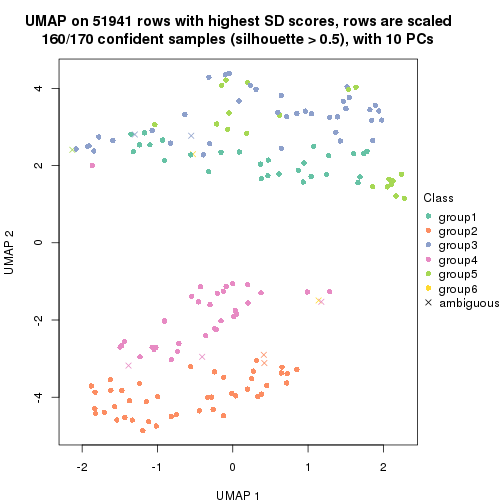 UMAP on 51941 rows with highest SD scores, rows are scaled
160/170 confident samples (silhouette > 0.5), with 10 PCs
4
2
0
-2
-4
UMAP 2
-2
-1
0
1
2
UMAP 1
Class
group1
group2
group3
group4
group5
group6
ambiguous